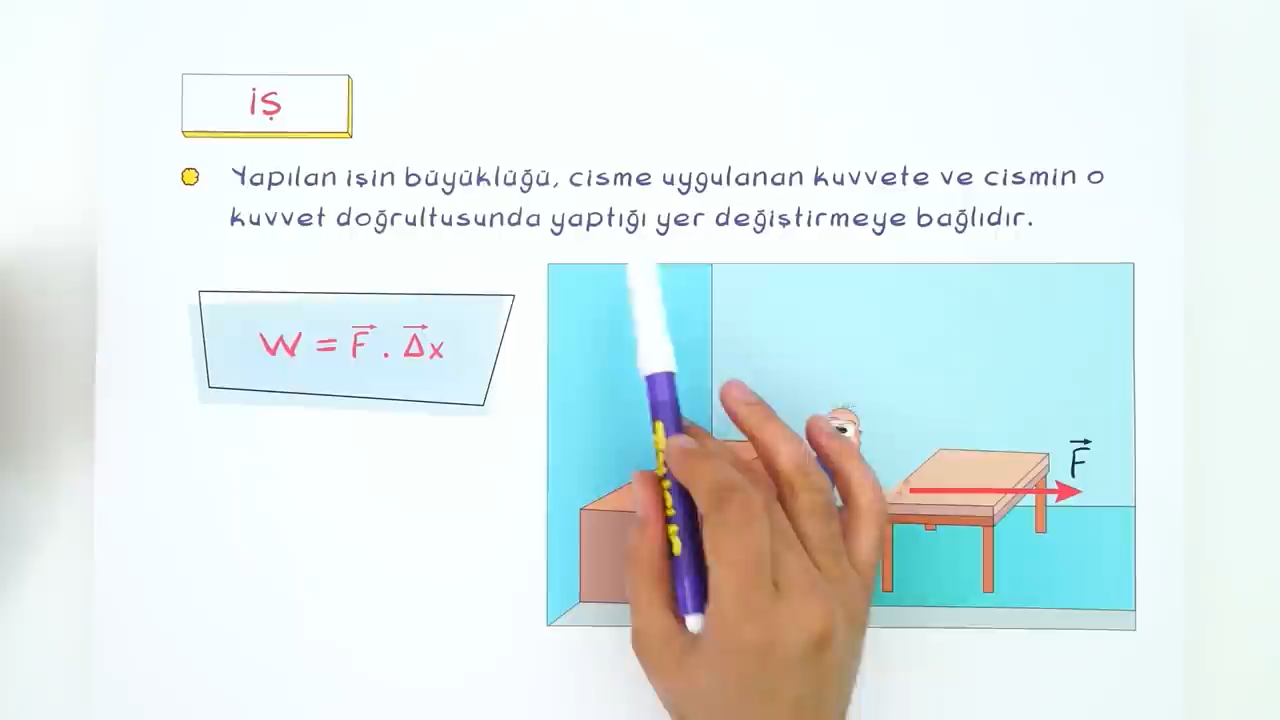 İŞ
Yapılan işin büyüklüğü, cisme uygulanan kuvvete ve cismin o
kuvvet doğrultusunda yaptığı yer değiştirmeye bağlıdır.
W = F⃗ . Δ⃗x
F⃗